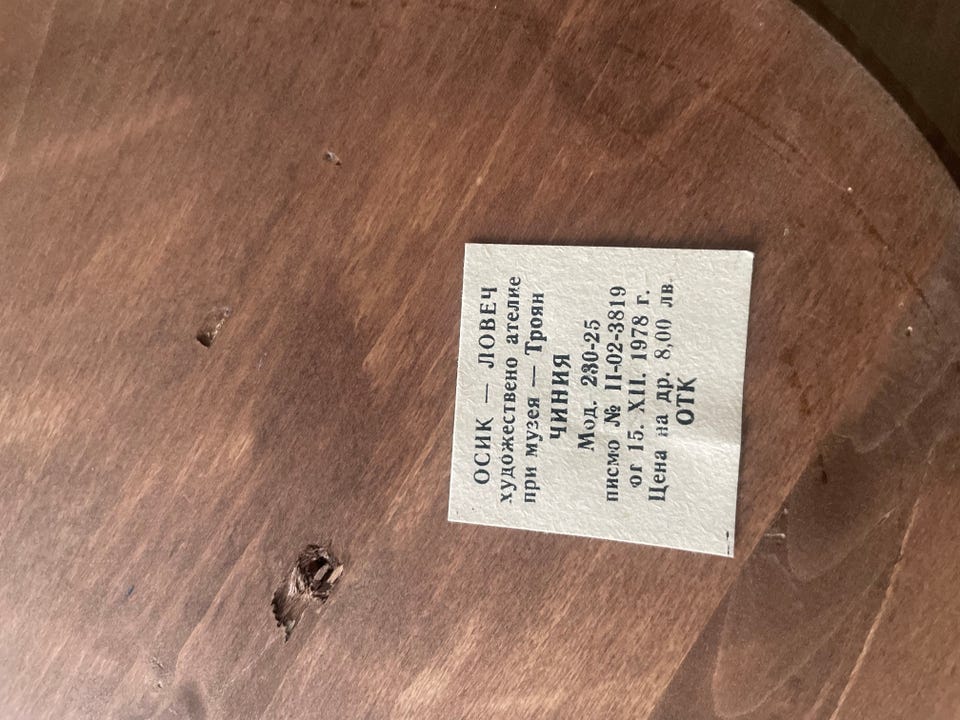 ОСИК — ЛОВЕЧ
художествено ателие
при музея — Троян
ЧИНИЯ
Мод. 230-25
писмо № II-02-3819
от 15. XII. 1978 г.
Цена на др. 8,00 лв
ОТК